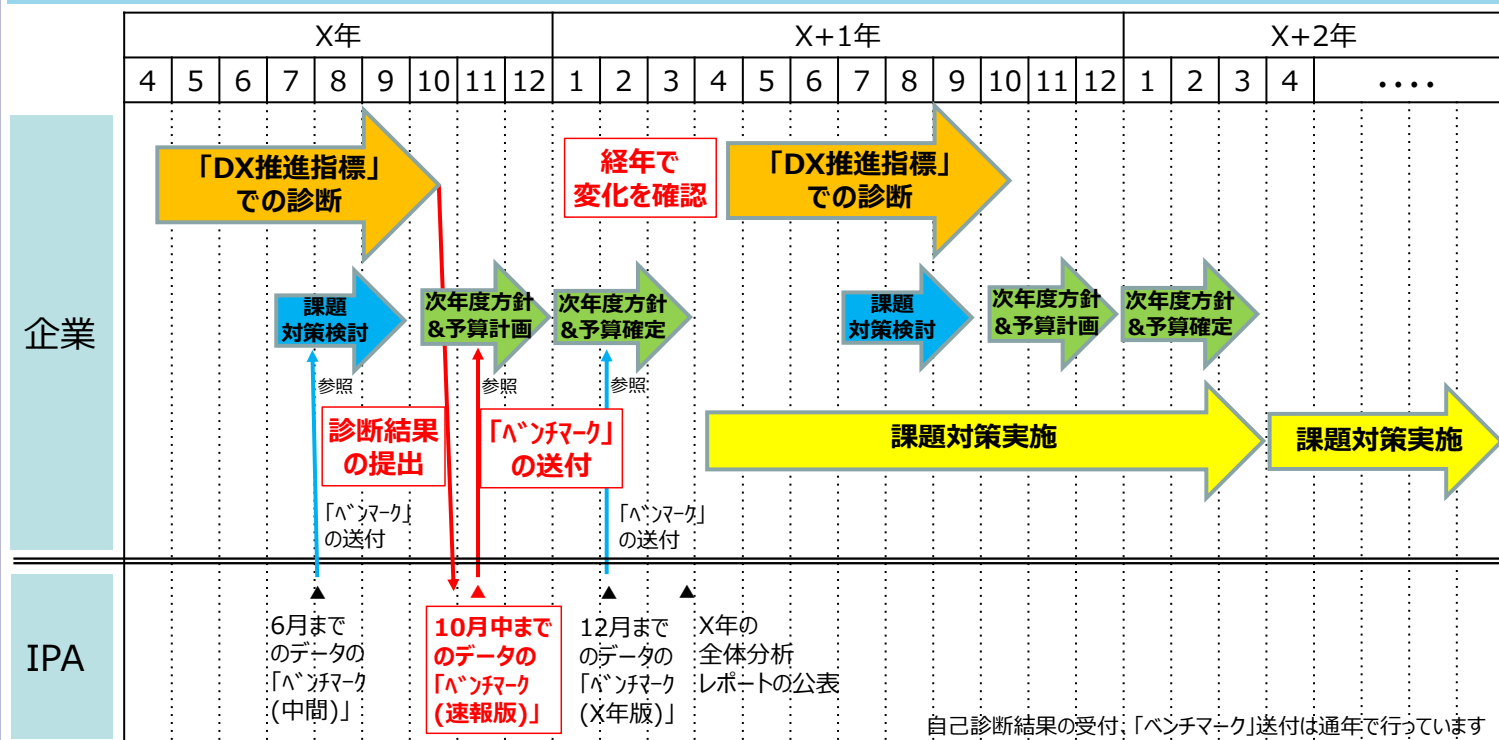 X年 X+1年 X+2年
4 5 6 7 8 9 10 11 12 1 2 3 4 5 6 7 8 9 10 11 12 1 2 3 4 ‥‥
企業
「DX推進指標」
での診断
経年で
変化を確認
「DX推進指標」
での診断
課題
対策検討
次年度方針
&予算計画
次年度方針
&予算確定
課題
対策検討
次年度方針
&予算計画
次年度方針
&予算確定
参照
参照
参照
診断結果
の提出
「ベンチマーク」
の送付
課題対策実施
課題対策実施
「ベンマーク」
の送付
「ベンマーク」
の送付
IPA
▲
▲
▲
▲
6月まで
のデータの
「ベンチマーク
(中間)」
10月中まで
のデータの
「ベンチマーク
(速報版)」
12月まで
のデータの
「ベンチマーク
(X年版)」
X年の
全体分析
レポートの公表
自己診断結果の受付、「ベンチマーク」送付は通年で行っています